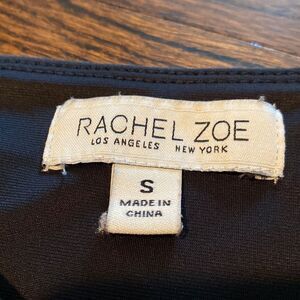 RACHEL ZOE
LOS ANGELES NEW YORK
S
MADE IN
CHINA